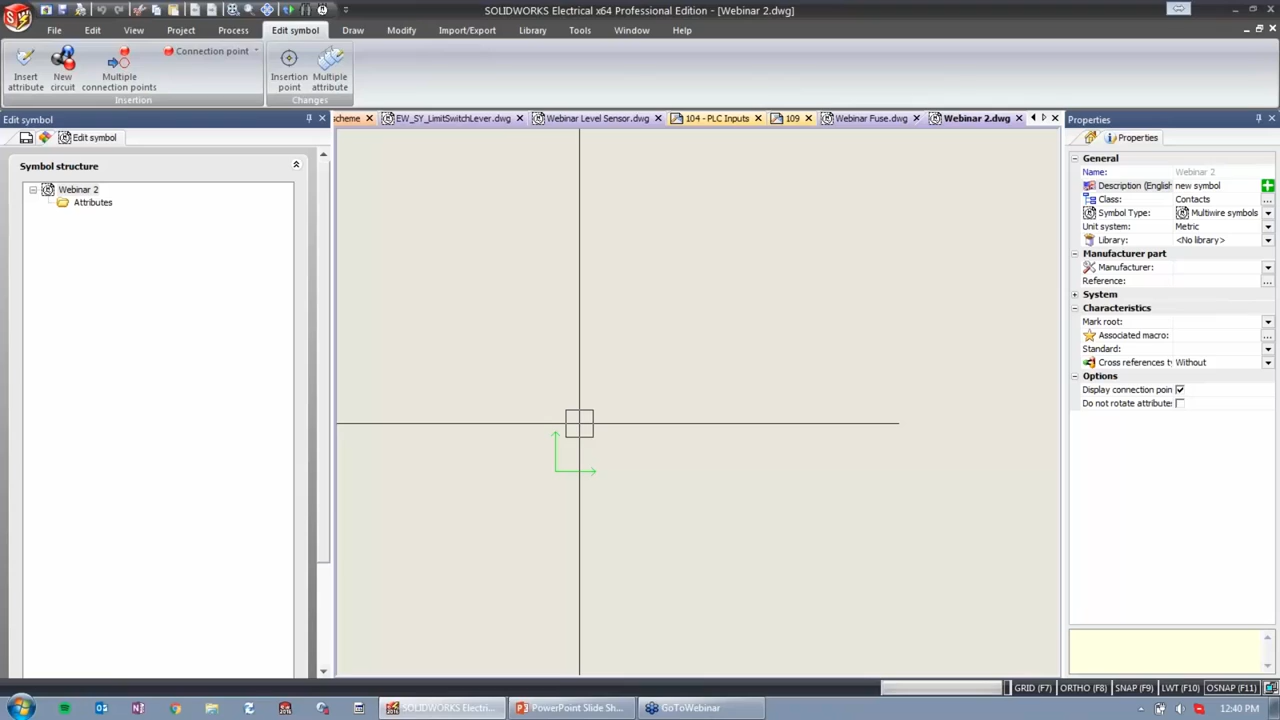 SOLIDWORKS Electrical x64 Professional Edition - [Webinar 2.dwg]
File Edit View Project Process Edit symbol Draw Modify Import/Export Library Tools Window Help
Insert attribute
New circuit
Multiple connection points
Connection point
Insertion point
Multiple attribute
Insertion
Changes
Edit symbol
Edit symbol
Symbol structure
Webinar 2
Attributes
cheme
EW_SY_LimitSwitchLever.dwg
Webinar Level Sensor.dwg
104 - PLC Inputs
109
Webinar Fuse.dwg
Webinar 2.dwg
Properties
Properties
General
Name: Webinar 2
Description (English new symbol
Class: Contacts
Symbol Type: Multiwire symbols
Unit system: Metric
Library: <No library>
Manufacturer part
Manufacturer:
Reference:
System
Characteristics
Mark root:
Associated macro:
Standard:
Cross references ty Without
Options
Display connection poin
Do not rotate attribute
GRID (F7) ORTHO (F8) SNAP (F9) LWT (F10) OSNAP (F11)
SOLIDWORKS Electri...
PowerPoint Slide Sh...
GoToWebinar
12:40 PM